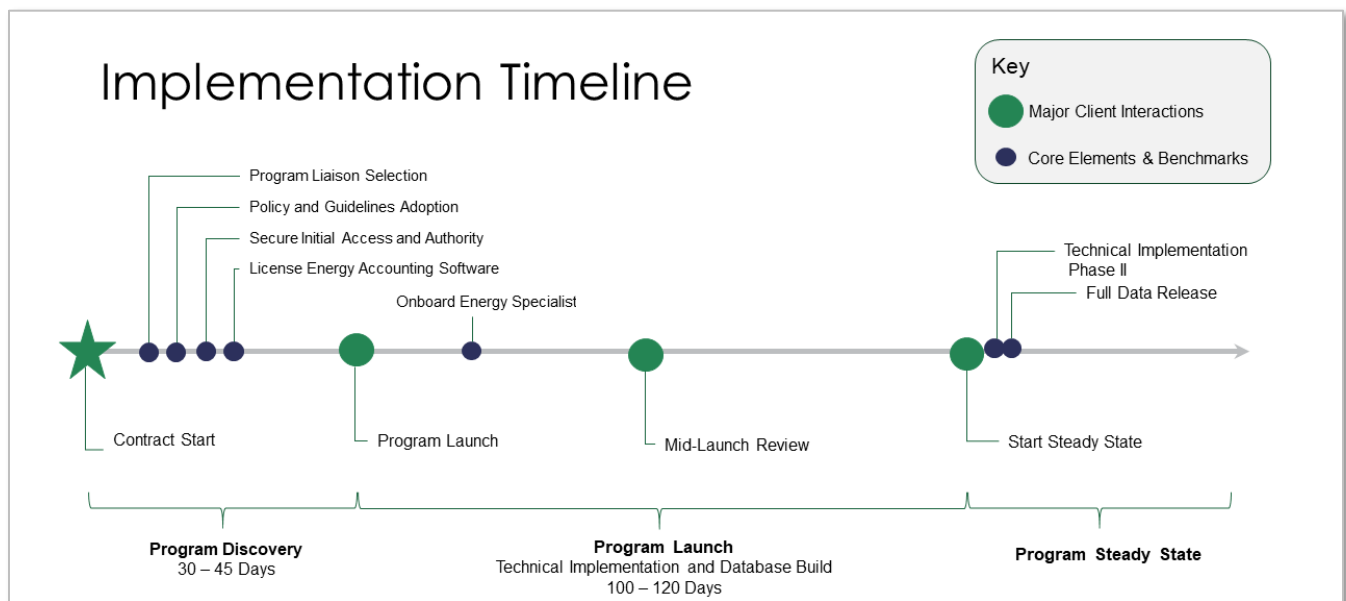 Implementation Timeline
Key
Major Client Interactions
Core Elements & Benchmarks
Program Liaison Selection
Policy and Guidelines Adoption
Secure Initial Access and Authority
License Energy Accounting Software
Onboard Energy Specialist
Technical Implementation
Phase II
Full Data Release
Contract Start
Program Launch
Mid-Launch Review
Start Steady State
Program Discovery
30 – 45 Days
Program Launch
Technical Implementation and Database Build
100 – 120 Days
Program Steady State